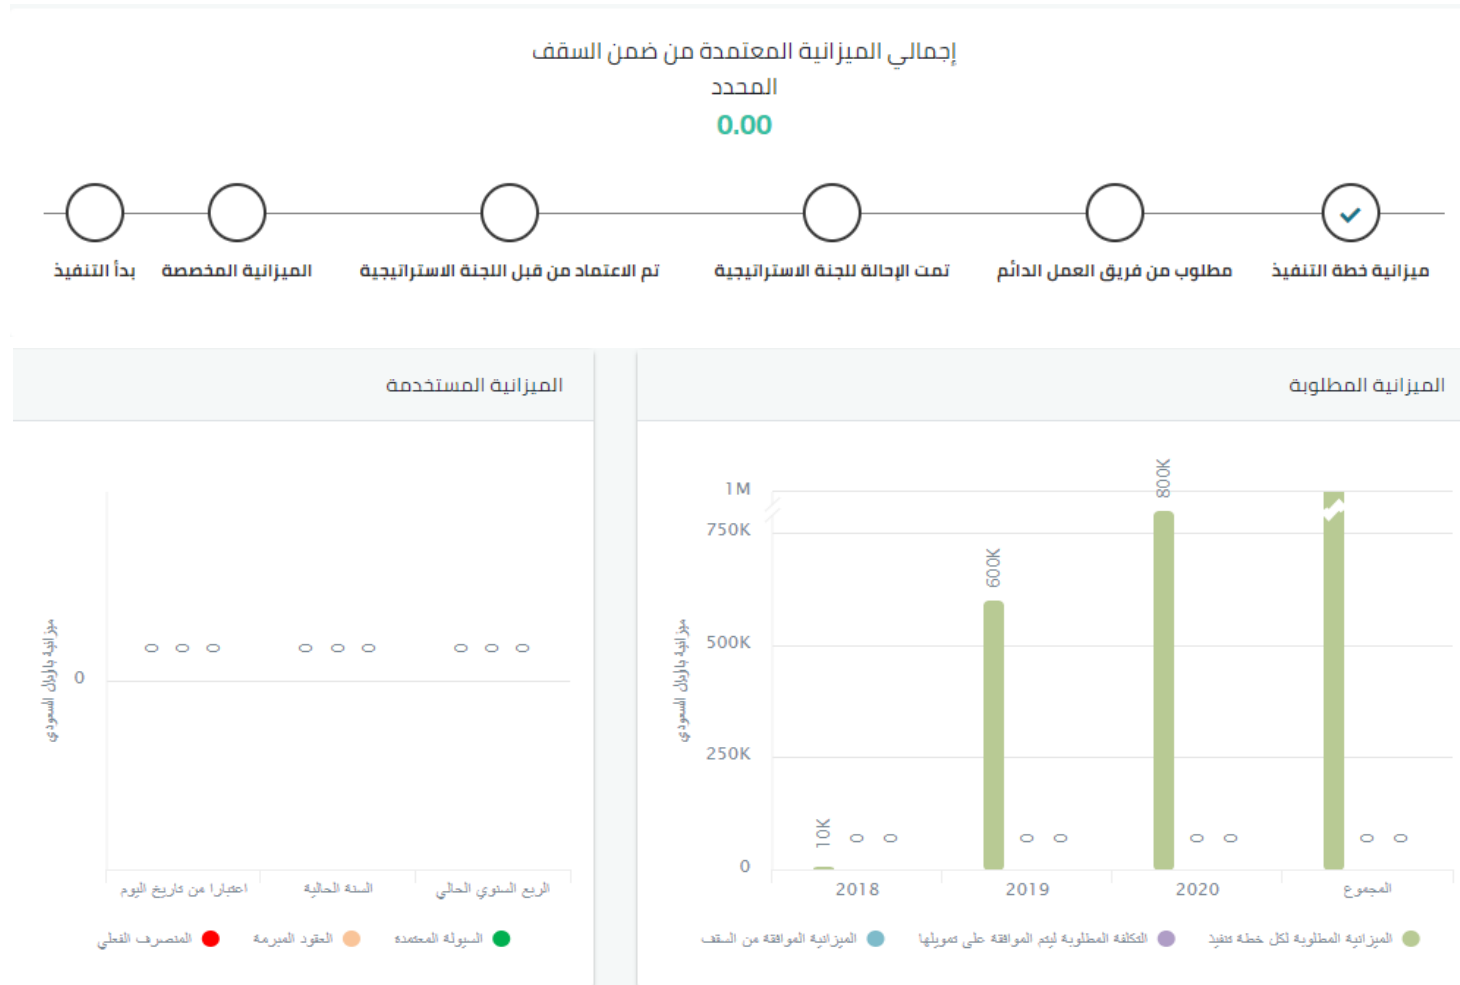 إجمالي الميزانية المعتمدة من ضمن السقف
المحدد
0.00
ميزانية خطة التنفيذ
مطلوب من فريق العمل الدائم
تمت الإحالة للجنة الاستراتيجية
تم الاعتماد من قبل اللجنة الاستراتيجية
الميزانية المخصصة
بدأ التنفيذ
الميزانية المطلوبة
ميزانية بالريال السعودي
1M
750K
500K
250K
0
10K 0 0
600K 0 0
800K 0 0
0 0
2018
2019
2020
المجموع
الميزانية المطلوبة لكل خطة تنفيذ
التكلفة المطلوبة ليتم الموافقة على تمويلها
الميزانية الموافقة من السقف
الميزانية المستخدمة
ميزانية بالريال السعودي
0
0 0 0
0 0 0
0 0 0
الربع السنوي الحالي
السنة الحالية
اعتبارا من تاريخ اليوم
السيولة المعتمدة
العقود المبرمة
المنصرف الفعلي